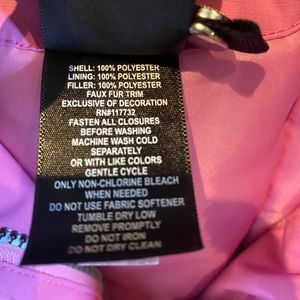 SHELL: 100% POLYESTER
LINING: 100% POLYESTER
FILLER: 100% POLYESTER
FAUX FUR TRIM
EXCLUSIVE OF DECORATION
RN#117732
FASTEN ALL CLOSURES
BEFORE WASHING
MACHINE WASH COLD
SEPARATELY
OR WITH LIKE COLORS
GENTLE CYCLE
ONLY NON-CHLORINE BLEACH
WHEN NEEDED
DO NOT USE FABRIC SOFTENER
TUMBLE DRY LOW
REMOVE PROMPTLY
DO NOT IRON
DO NOT DRY CLEAN